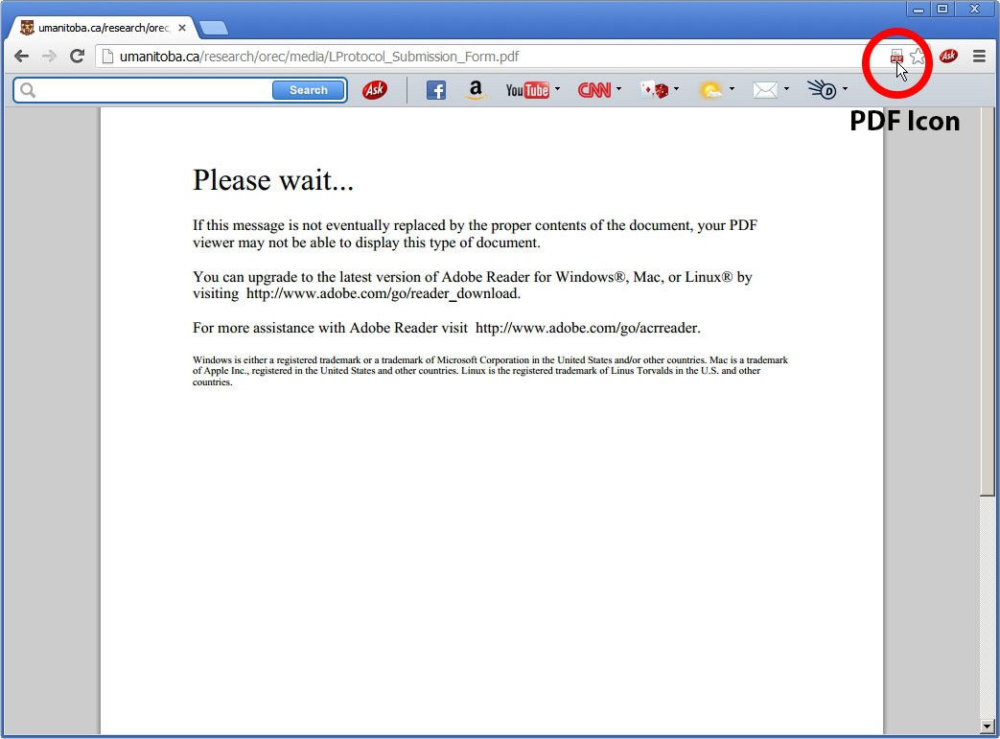 umanitoba.ca/research/orec
umanitoba.ca/research/orec/media/LProtocol_Submission_Form.pdf
PDF
Ask
Search
Ask
f
a
YouTube
CNN
D
PDF Icon
Please wait...
If this message is not eventually replaced by the proper contents of the document, your PDF
viewer may not be able to display this type of document.
You can upgrade to the latest version of Adobe Reader for Windows®, Mac, or Linux® by
visiting http://www.adobe.com/go/reader_download.
For more assistance with Adobe Reader visit http://www.adobe.com/go/acrreader.
Windows is either a registered trademark or a trademark of Microsoft Corporation in the United States and/or other countries. Mac is a trademark
of Apple Inc., registered in the United States and other countries. Linux is the registered trademark of Linus Torvalds in the U.S. and other
countries.